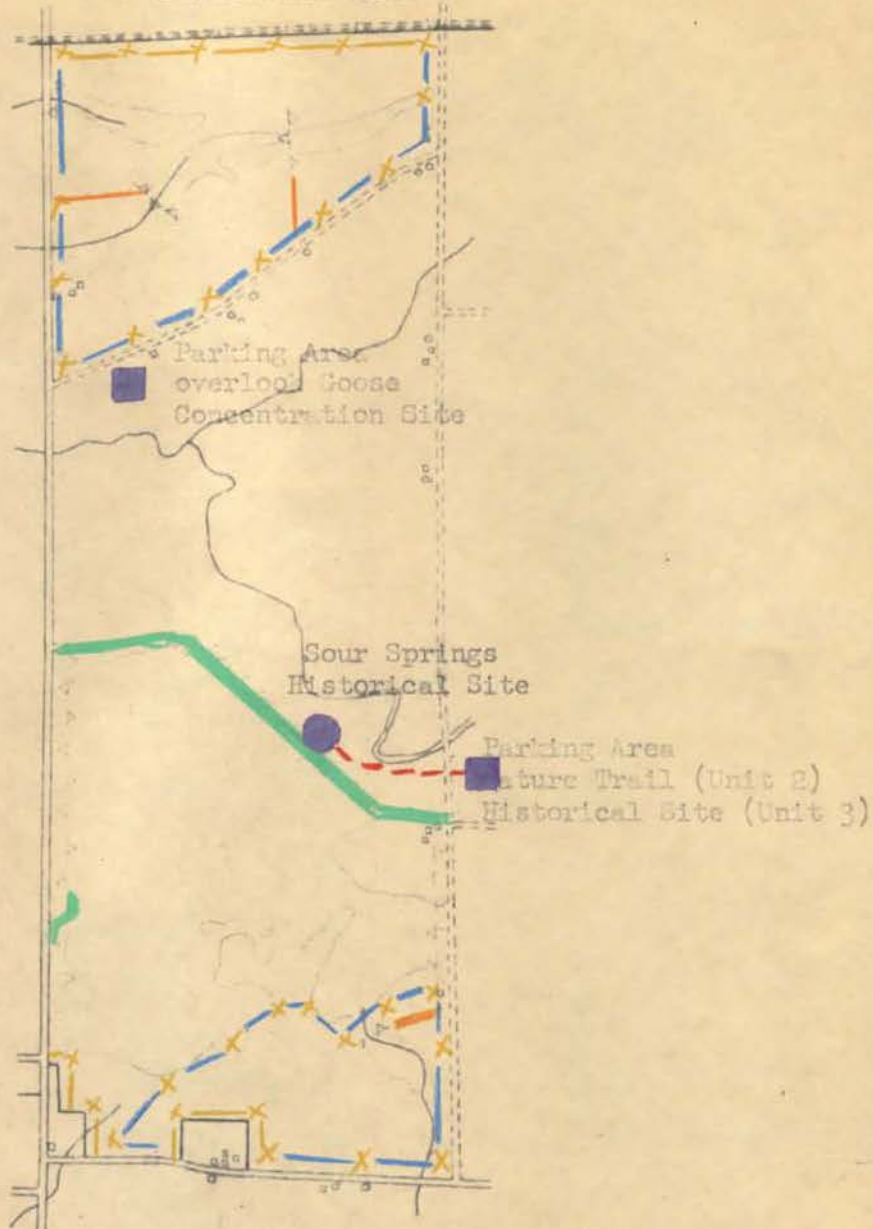 Parking Area
overlook Goose
Concentration Site
Sour Springs
Historical Site
Parking Area
Nature Trail (Unit 2)
Historical Site (Unit 3)